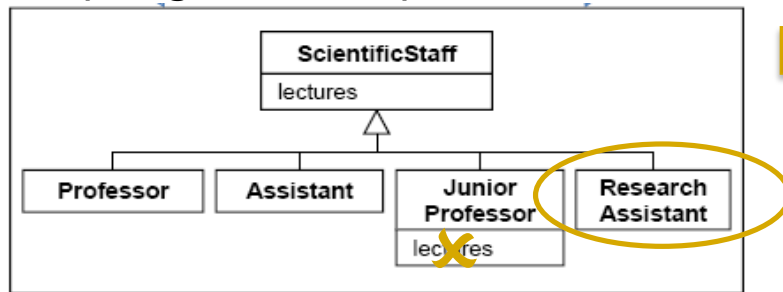 ScientificStaff
lectures
Professor
Assistant
Junior
Professor
lectures
Research
Assistant